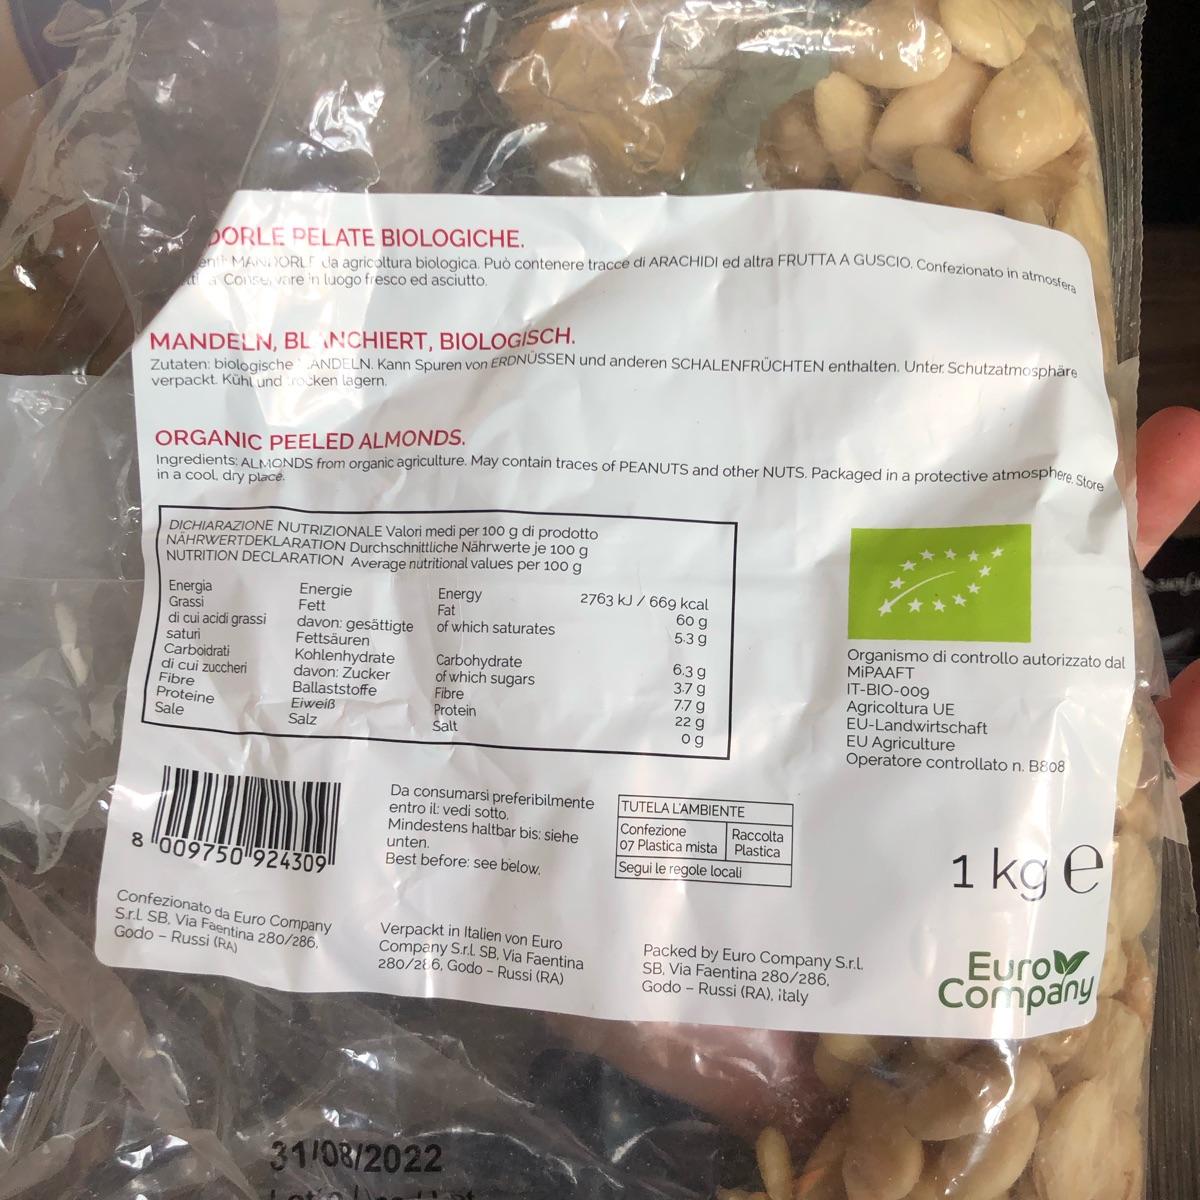 DORLE PELATE BIOLOGICHE.
MANDORLE da agricoltura biologica. Può contenere tracce di ARACHIDI ed altra FRUTTA A GUSCIO. Confezionato in atmosfera
Conservare in luogo fresco ed asciutto.
MANDELN, BLANCHIERT, BIOLOGISCH.
Zutaten: biologische MANDELN. Kann Spuren von ERDNÜSSEN und anderen SCHALENFRÜCHTEN enthalten. Unter Schutzatmosphäre
verpackt. Kühl und trocken lagern.
ORGANIC PEELED ALMONDS.
Ingredients: ALMONDS from organic agriculture. May contain traces of PEANUTS and other NUTS. Packaged in a protective atmosphere. Store
in a cool, dry place.
DICHIARAZIONE NUTRIZIONALE Valori medi per 100 g di prodotto
NÄHRWERTDEKLARATION Durchschnittliche Nährwerte je 100 g
NUTRITION DECLARATION Average nutritional values per 100 g
Energia Energie Energy 2763 kJ / 669 kcal
Grassi Fett Fat 60 g
di cui acidi grassi davon: gesättigte of which saturates 5.3 g
saturi Fettsäuren
Carboidrati Kohlenhydrate Carbohydrate 6.3 g
di cui zuccheri davon: Zucker of which sugars 3.7 g
Fibre Ballaststoffe Fibre 7.7 g
Proteine Eiweiß Protein 22 g
Sale Salz Salt 0 g
Organismo di controllo autorizzato dal
MiPAAFT
IT-BIO-009
Agricoltura UE
EU-Landwirtschaft
EU Agriculture
Operatore controllato n. B808
8 009750 924309
Da consumarsi preferibilmente
entro il: vedi sotto.
Mindestens haltbar bis: siehe
unten.
Best before: see below.
TUTELA L'AMBIENTE
Confezione Raccolta
07 Plastica mista Plastica
Segui le regole locali
1 kg e
Confezionato da Euro Company
S.r.l. SB, Via Faentina 280/286,
Godo – Russi (RA)
Verpackt in Italien von Euro
Company S.r.l. SB, Via Faentina
280/286, Godo – Russi (RA)
Packed by Euro Company S.r.l.
SB, Via Faentina 280/286,
Godo – Russi (RA), italy
Euro
Company
31/08/2022